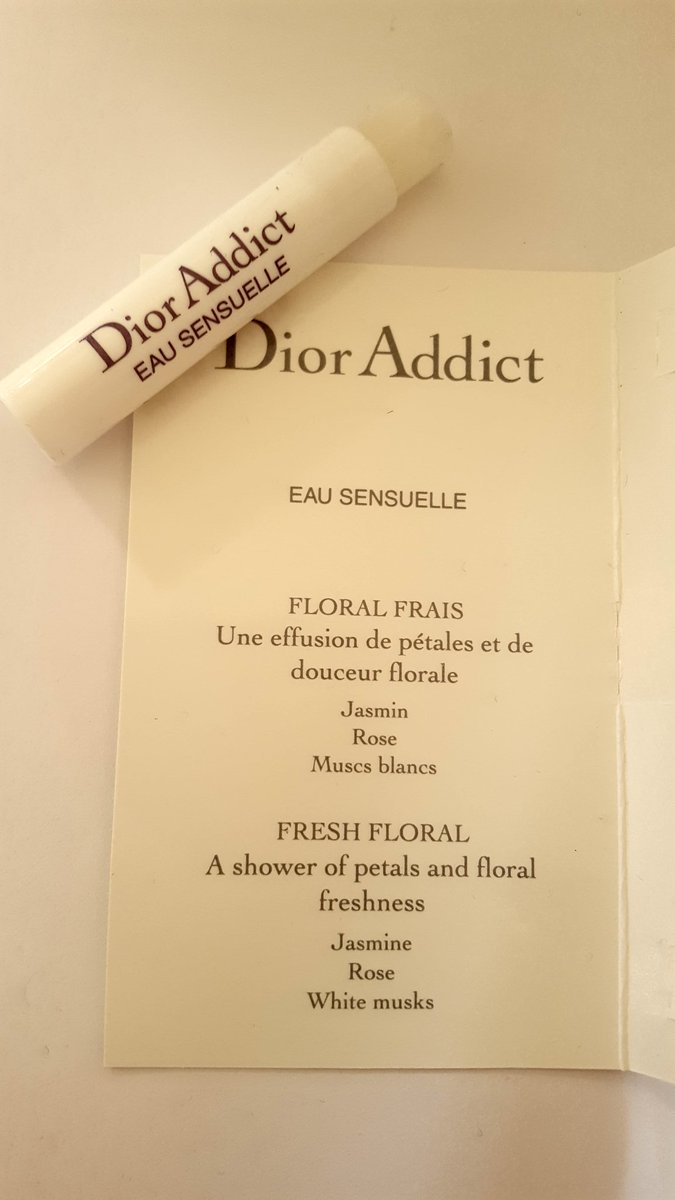 Dior Addict
EAU SENSUELLE
Dior Addict
EAU SENSUELLE
FLORAL FRAIS
Une effusion de pétales et de
douceur florale
Jasmin
Rose
Muscs blancs
FRESH FLORAL
A shower of petals and floral
freshness
Jasmine
Rose
White musks